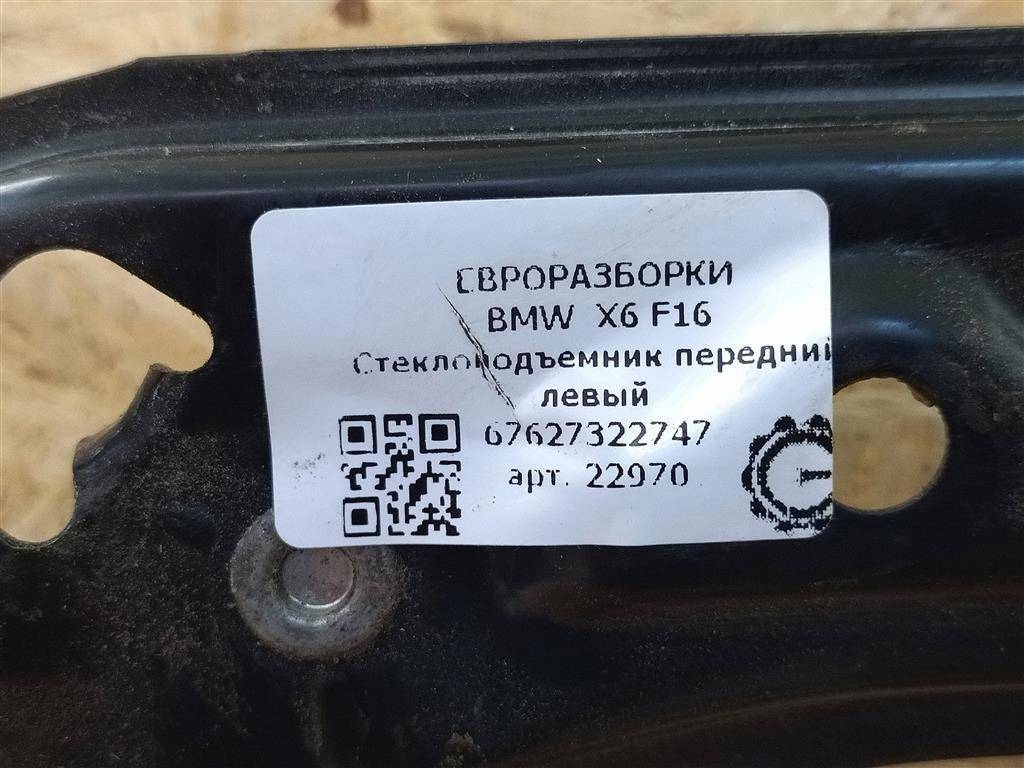 ЕВРОРАЗБОРКИ
BMW X6 F16
Стеклоподъемник передний
левый
67627322747
арт. 22970